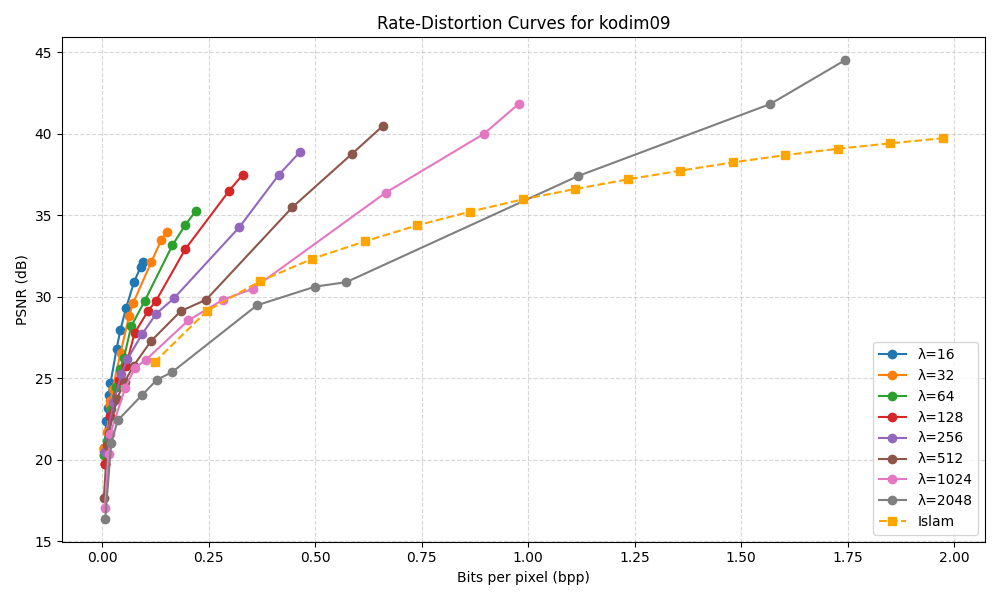 Rate-Distortion Curves for kodim09
PSNR (dB)
45
40
35
30
25
20
15
0.00 0.25 0.50 0.75 1.00 1.25 1.50 1.75 2.00
Bits per pixel (bpp)
λ=16
λ=32
λ=64
λ=128
λ=256
λ=512
λ=1024
λ=2048
Islam